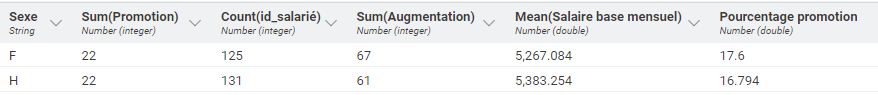 Sexe Sum(Promotion) Count(id_salarié) Sum(Augmentation) Mean(Salaire base mensuel) Pourcentage promotion
String Number (integer) Number (integer) Number (integer) Number (double) Number (double)
F 22 125 67 5,267.084 17.6
H 22 131 61 5,383.254 16.794